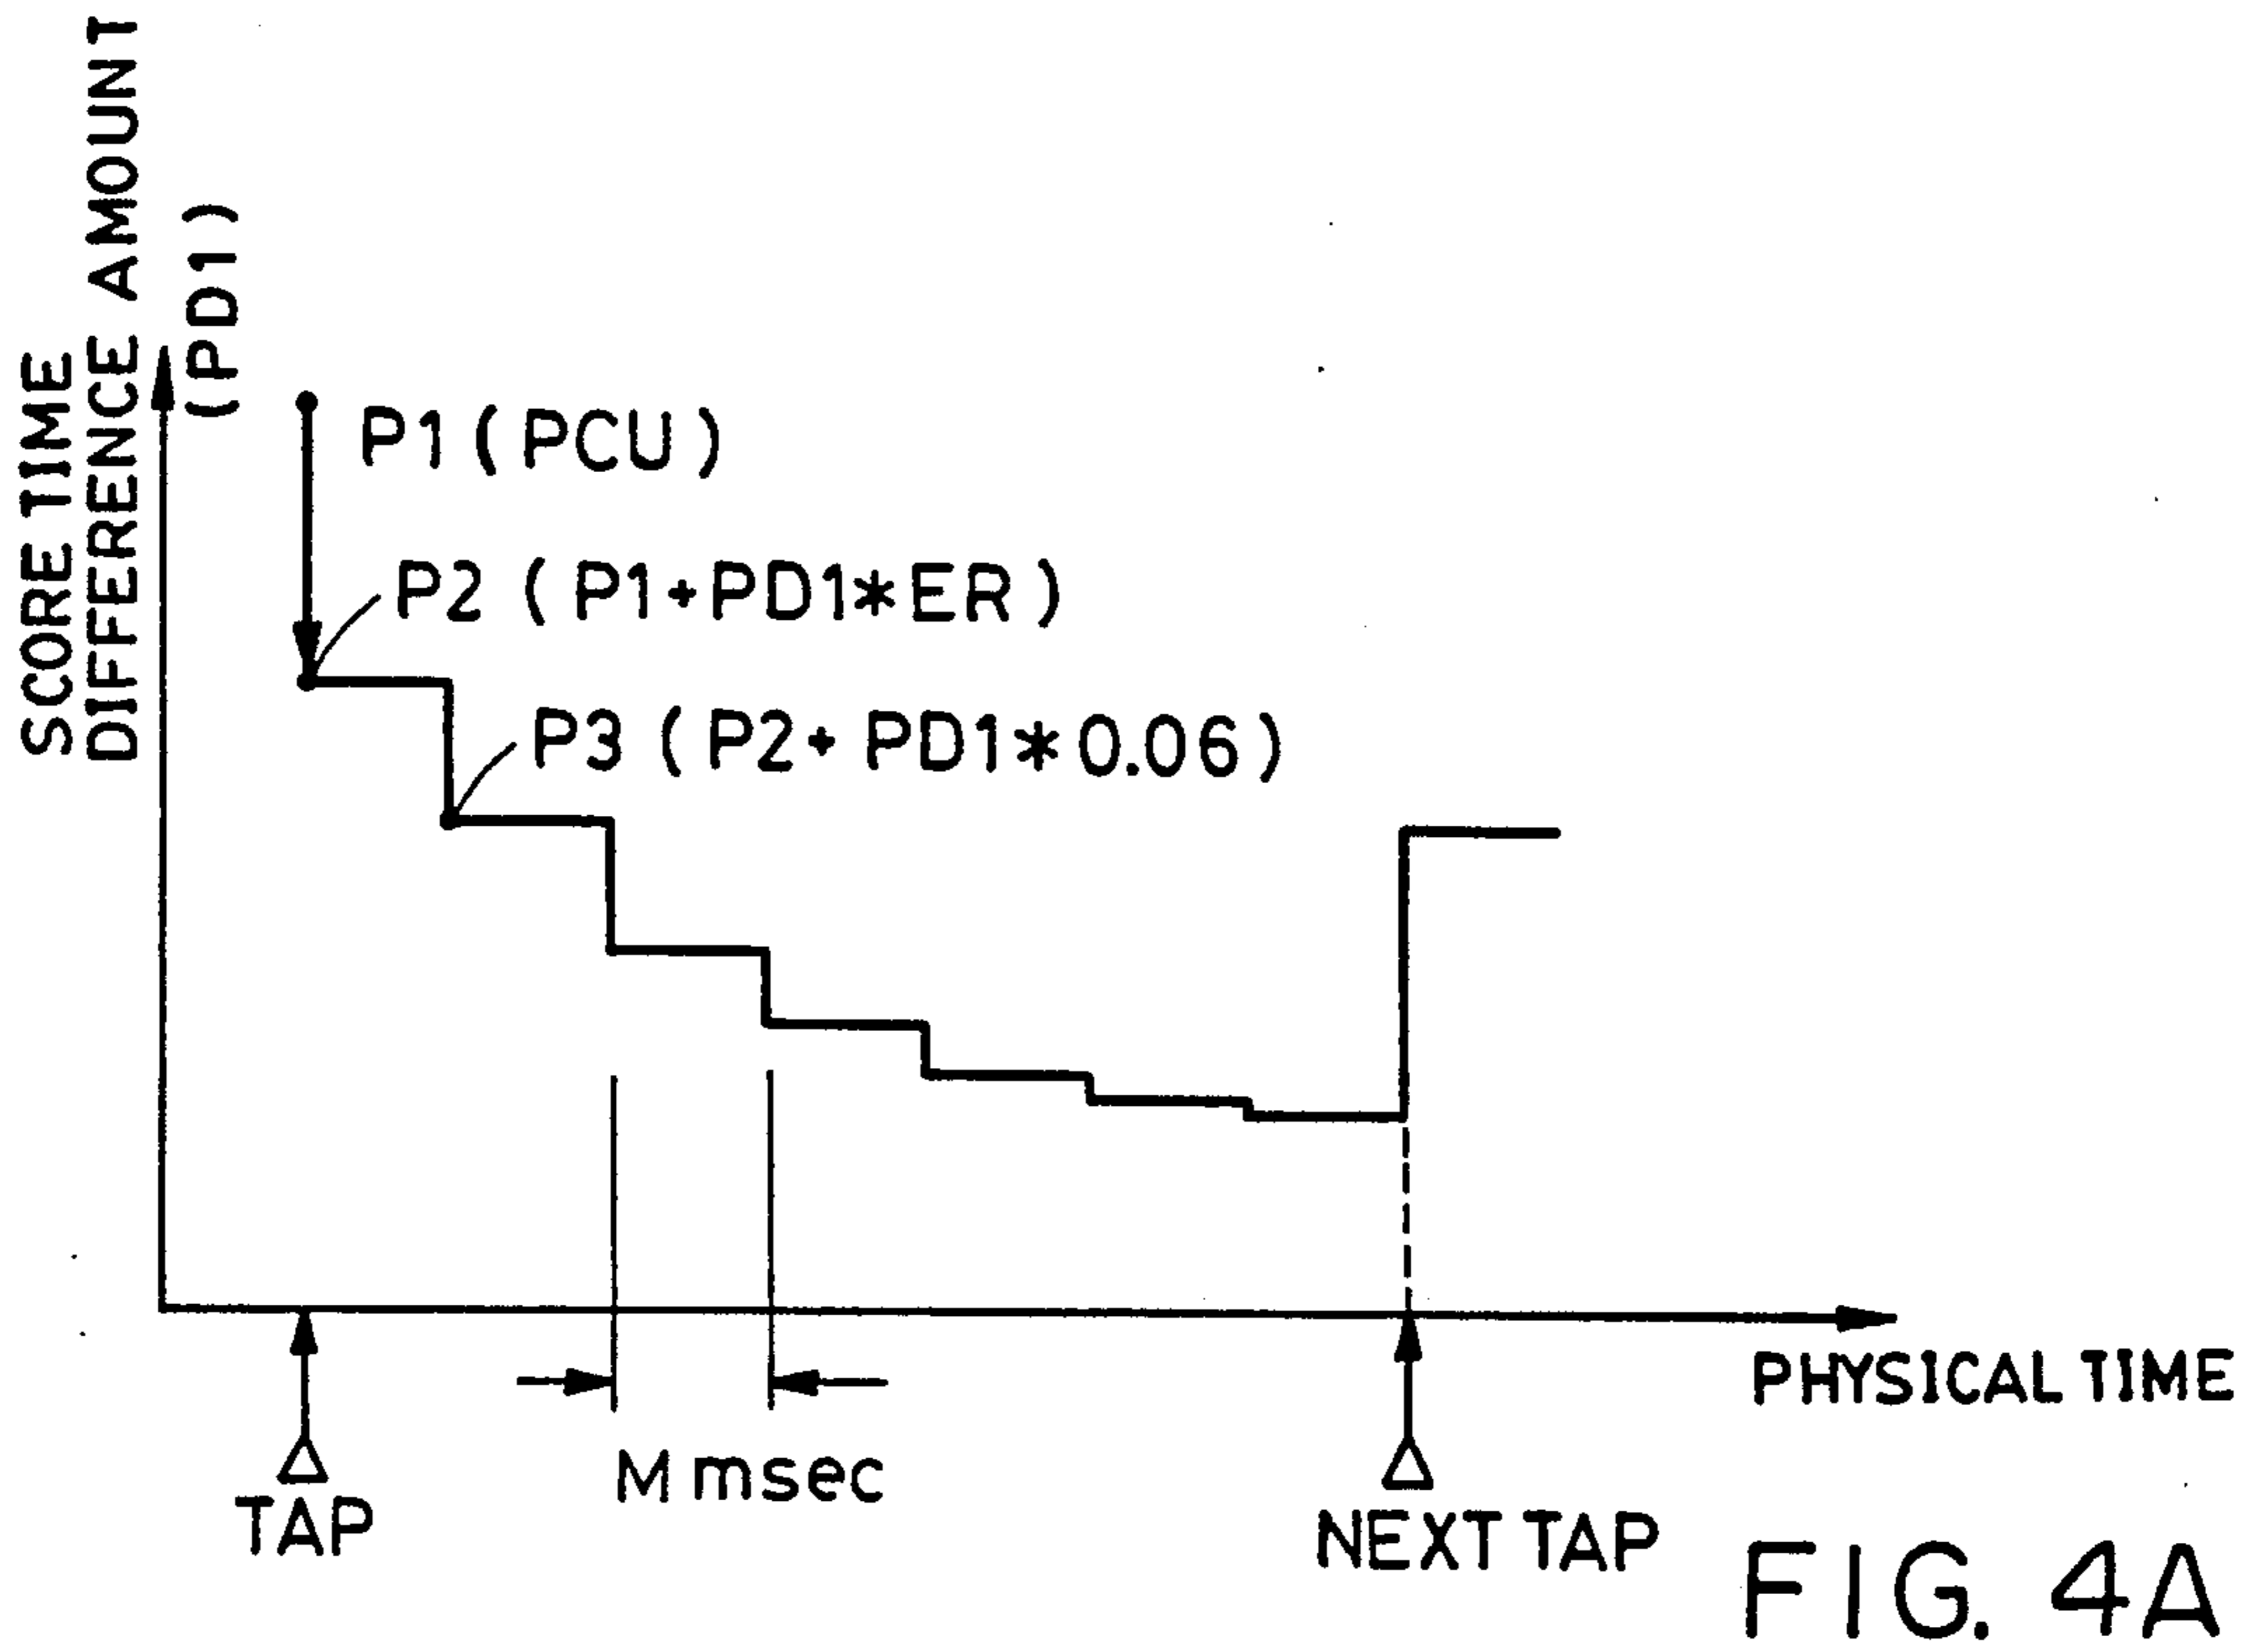 SCORE TIME
DIFFERENCE AMOUNT
(PD1)
P1(PCU)
P2 (P1+PD1*ER)
P3 (P2+ PD1*0.06)
PHYSICAL TIME
M msec
TAP
NEXT TAP
FIG. 4A